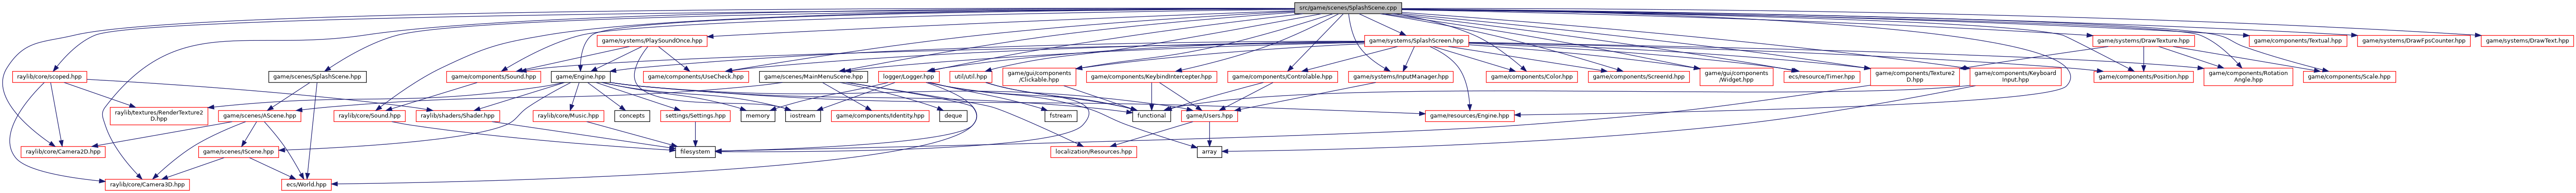 src/game/scenes/SplashScene.cpp
game/systems/PlaySoundOnce.hpp
game/systems/SplashScreen.hpp
game/systems/DrawTexture.hpp
game/components/Textual.hpp
game/systems/DrawFpsCounter.hpp
game/systems/DrawText.hpp
raylib/core/scoped.hpp
game/scenes/SplashScene.hpp
game/components/Sound.hpp
game/Engine.hpp
game/components/UseCheck.hpp
game/scenes/MainMenuScene.hpp
logger/Logger.hpp
util/util.hpp
game/gui/components
/Clickable.hpp
game/components/KeybindIntercepter.hpp
game/components/Controlable.hpp
game/systems/InputManager.hpp
game/components/Color.hpp
game/components/ScreenId.hpp
game/gui/components
/Widget.hpp
ecs/resource/Timer.hpp
game/components/Texture2
D.hpp
game/components/Keyboard
Input.hpp
game/components/Position.hpp
game/components/Rotation
Angle.hpp
game/components/Scale.hpp
raylib/textures/RenderTexture2
D.hpp
game/scenes/AScene.hpp
raylib/core/Sound.hpp
raylib/shaders/Shader.hpp
raylib/core/Music.hpp
concepts
settings/Settings.hpp
memory
iostream
game/components/Identity.hpp
deque
fstream
functional
game/Users.hpp
game/resources/Engine.hpp
raylib/core/Camera2D.hpp
game/scenes/IScene.hpp
filesystem
localization/Resources.hpp
array
raylib/core/Camera3D.hpp
ecs/World.hpp